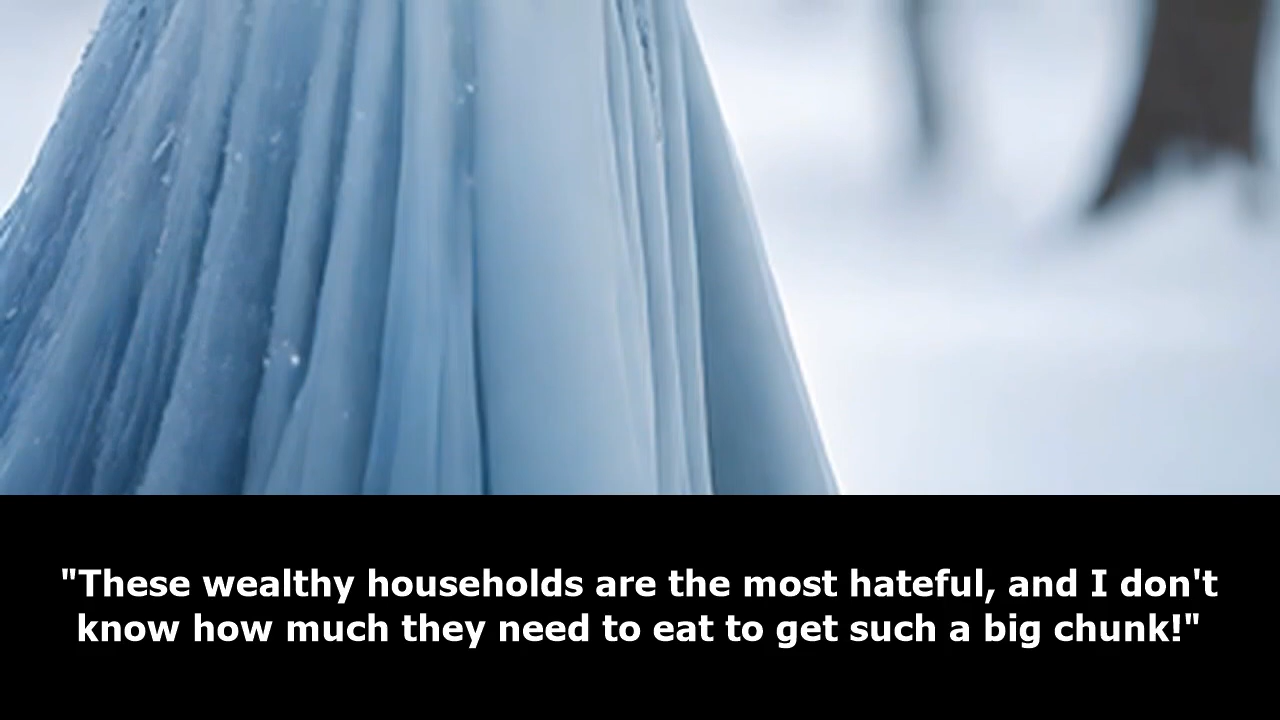 "These wealthy households are the most hateful, and I don't
know how much they need to eat to get such a big chunk!"